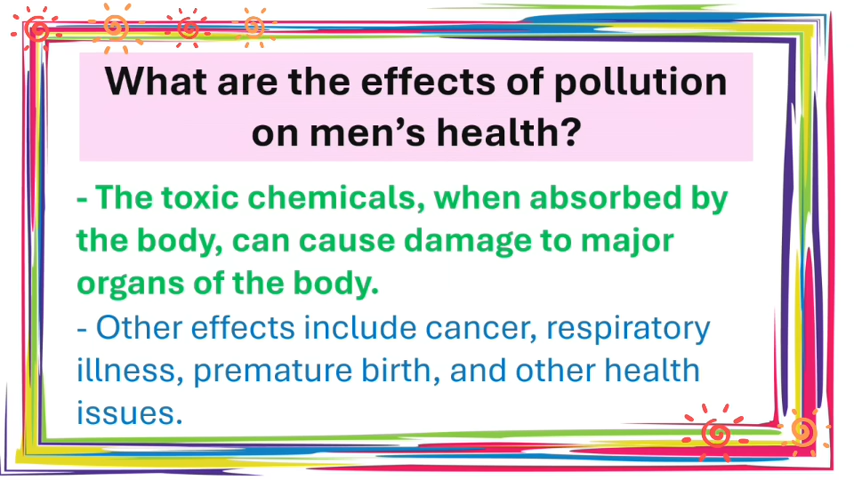 What are the effects of pollution
on men’s health?
- The toxic chemicals, when absorbed by
the body, can cause damage to major
organs of the body.
- Other effects include cancer, respiratory
illness, premature birth, and other health
issues.